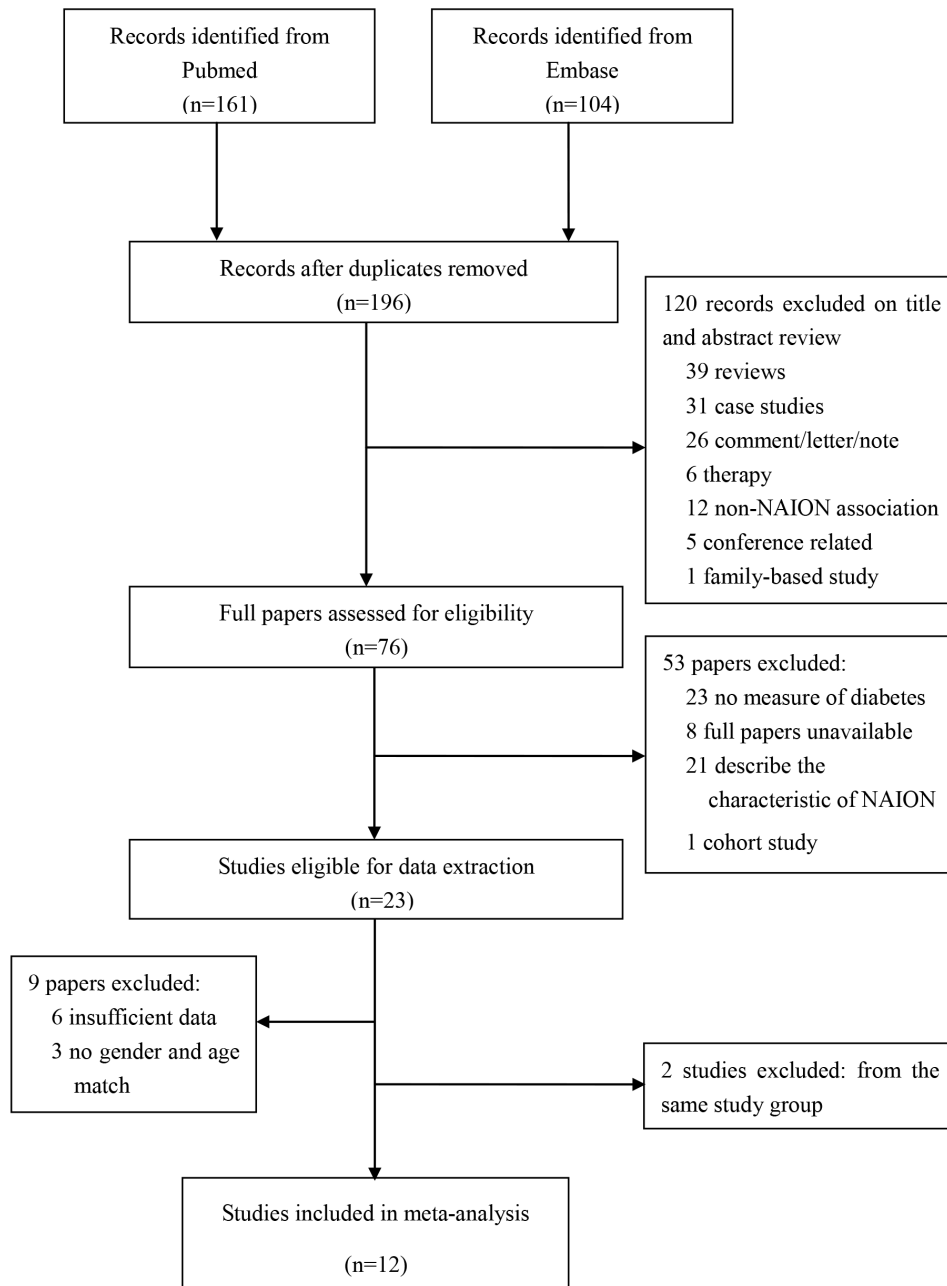 Records identified from
Pubmed
(n=161)
Records identified from
Embase
(n=104)
Records after duplicates removed
(n=196)
120 records excluded on title
and abstract review
39 reviews
31 case studies
26 comment/letter/note
6 therapy
12 non-NAION association
5 conference related
1 family-based study
Full papers assessed for eligibility
(n=76)
53 papers excluded:
23 no measure of diabetes
8 full papers unavailable
21 describe the
characteristic of NAION
1 cohort study
Studies eligible for data extraction
(n=23)
9 papers excluded:
6 insufficient data
3 no gender and age
match
2 studies excluded: from the
same study group
Studies included in meta-analysis
(n=12)